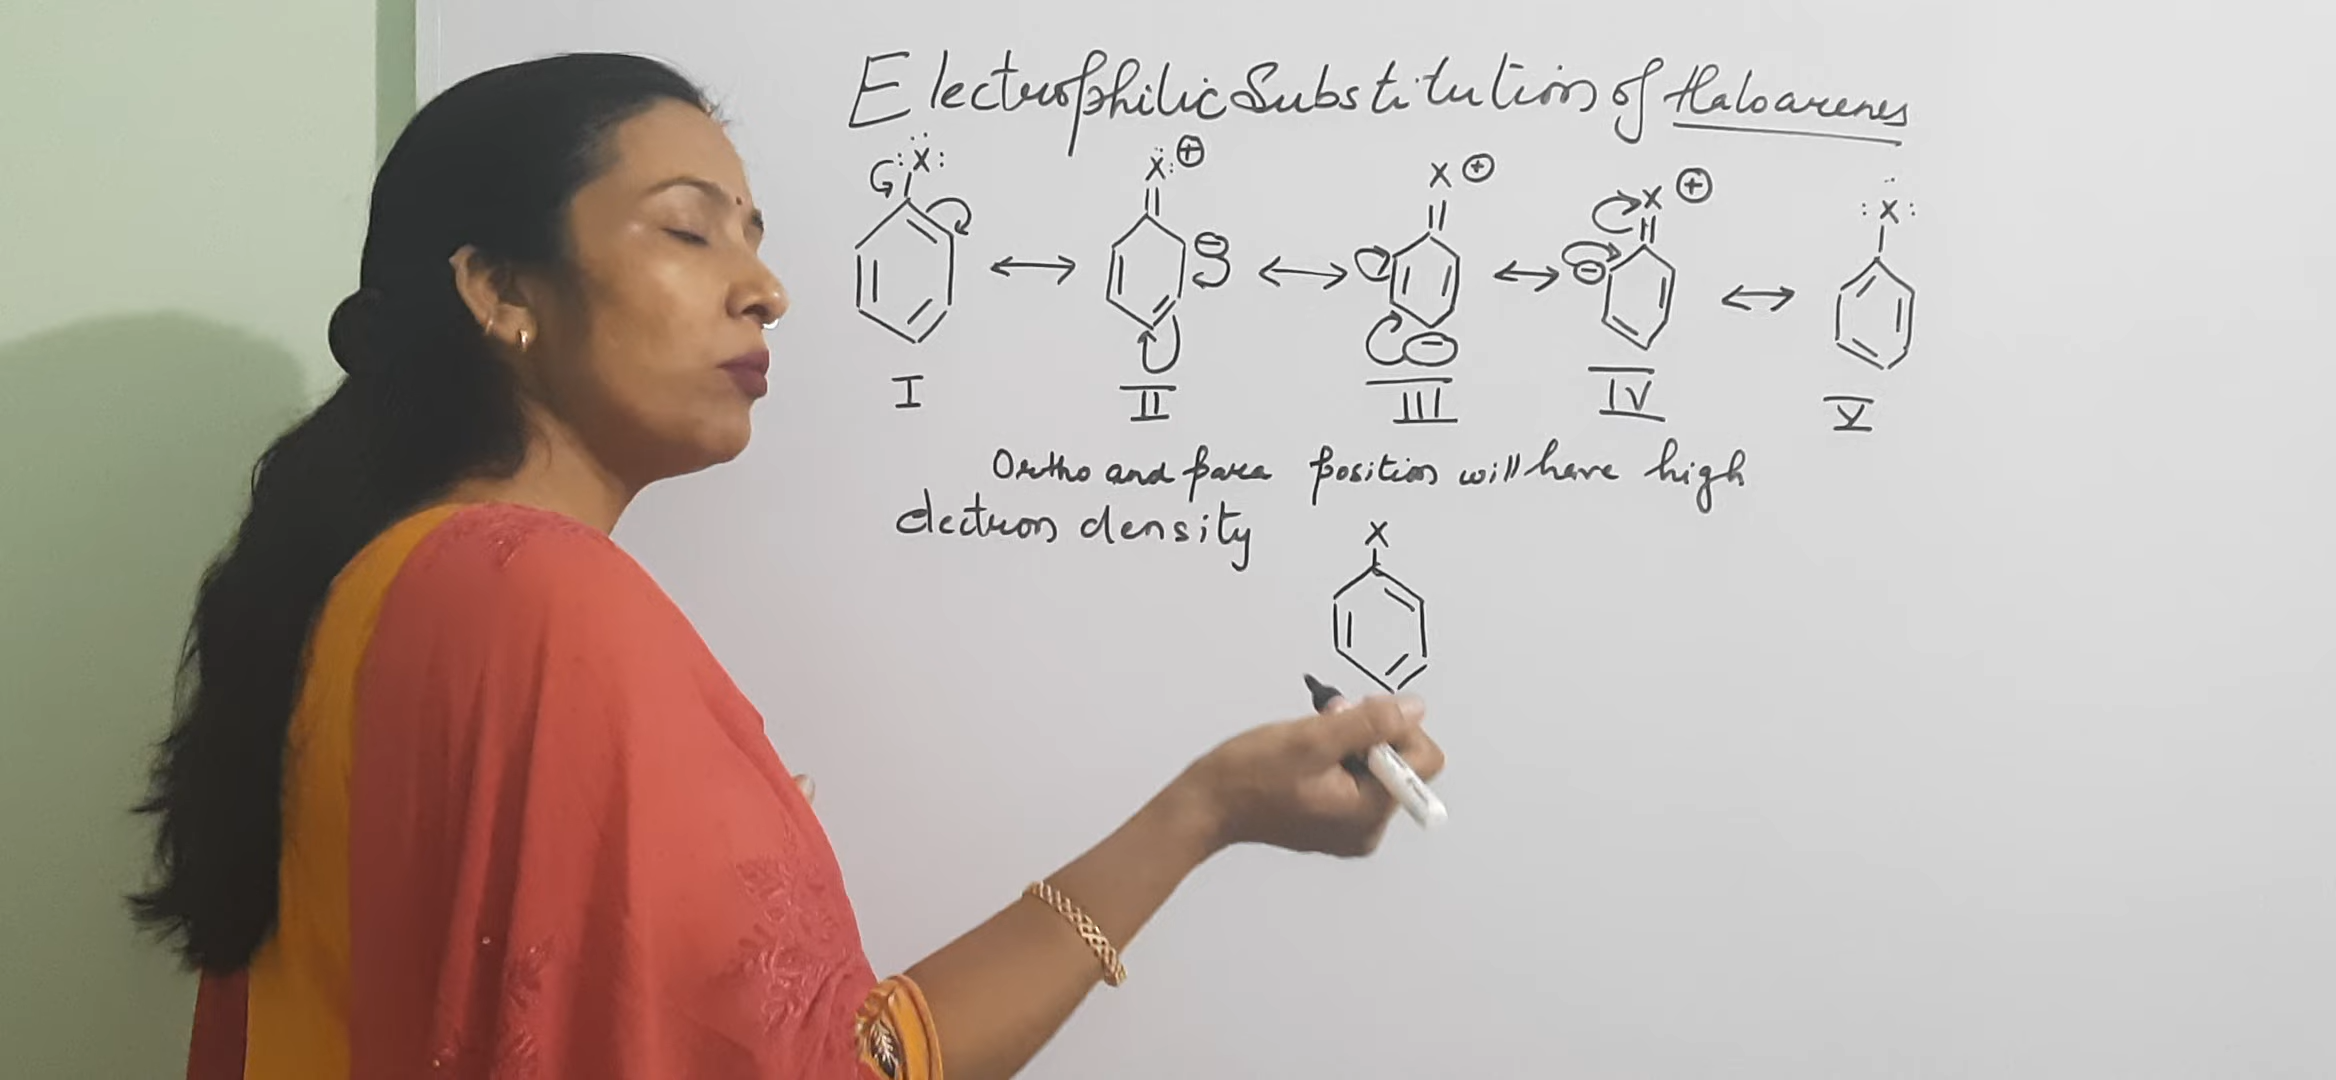 Electrophilic Substitution of Haloarenes
:Ẍ: Ẍ: ⊕ X ⊕ X ⊕ :Ẍ:
⊖ ⊖ ⊖
I II III IV V
Ortho and para position will have high
electron density
X